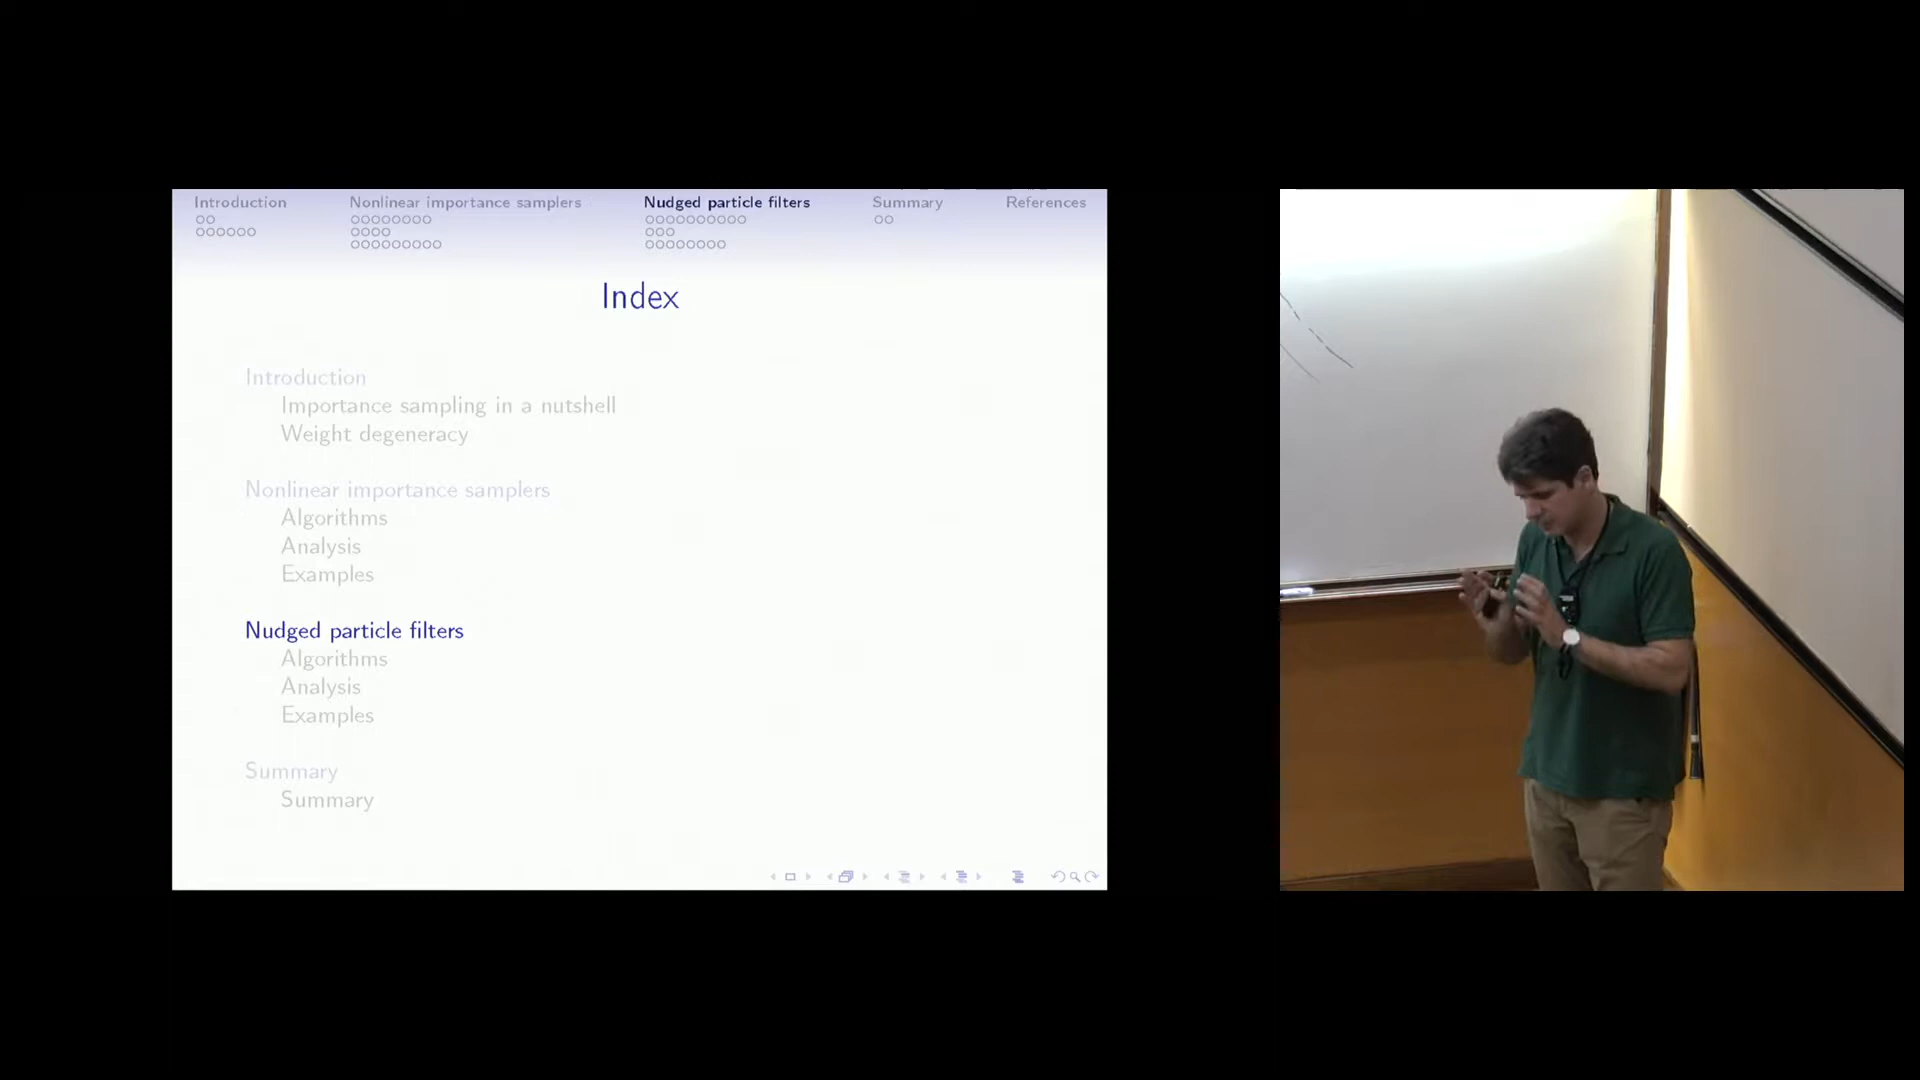 Introduction Nonlinear importance samplers Nudged particle filters Summary References
Index
Introduction
Importance sampling in a nutshell
Weight degeneracy
Nonlinear importance samplers
Algorithms
Analysis
Examples
Nudged particle filters
Algorithms
Analysis
Examples
Summary
Summary